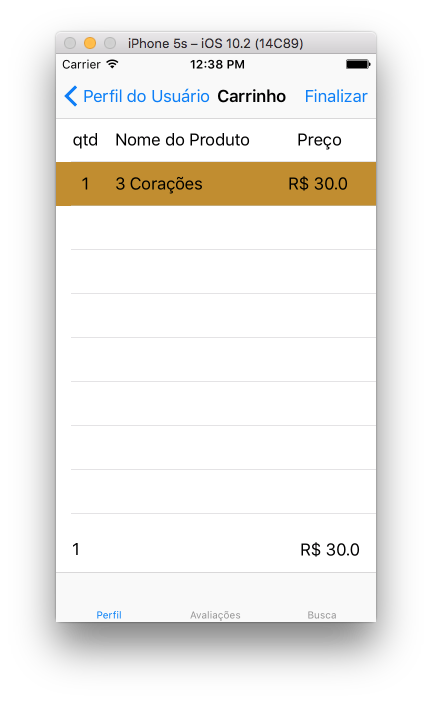 iPhone 5s – iOS 10.2 (14C89)
Carrier 12:38 PM
Perfil do Usuário Carrinho Finalizar
qtd Nome do Produto Preço
1 3 Corações R$ 30.0
1 R$ 30.0
Perfil Avaliações Busca